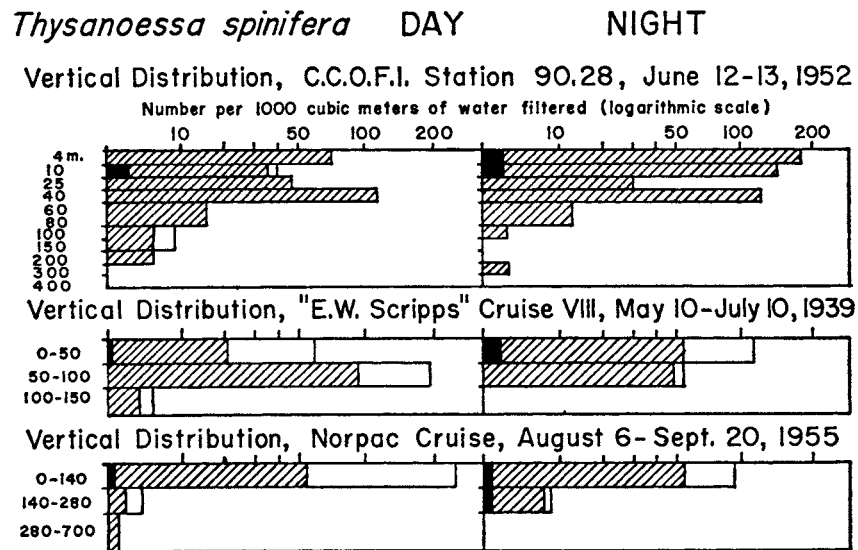 Thysanoessa spinifera DAY NIGHT
Vertical Distribution, C.C.O.F.I. Station 90.28, June 12-13, 1952
Number per 1000 cubic meters of water filtered (logarithmic scale)
10 50 100 200 10 50 100 200
4 m.
10
25
40
60
80
100
150
200
300
400
Vertical Distribution, "E.W. Scripps" Cruise VIII, May 10-July 10, 1939
0-50
50-100
100-150
Vertical Distribution, Norpac Cruise, August 6-Sept. 20, 1955
0-140
140-280
280-700